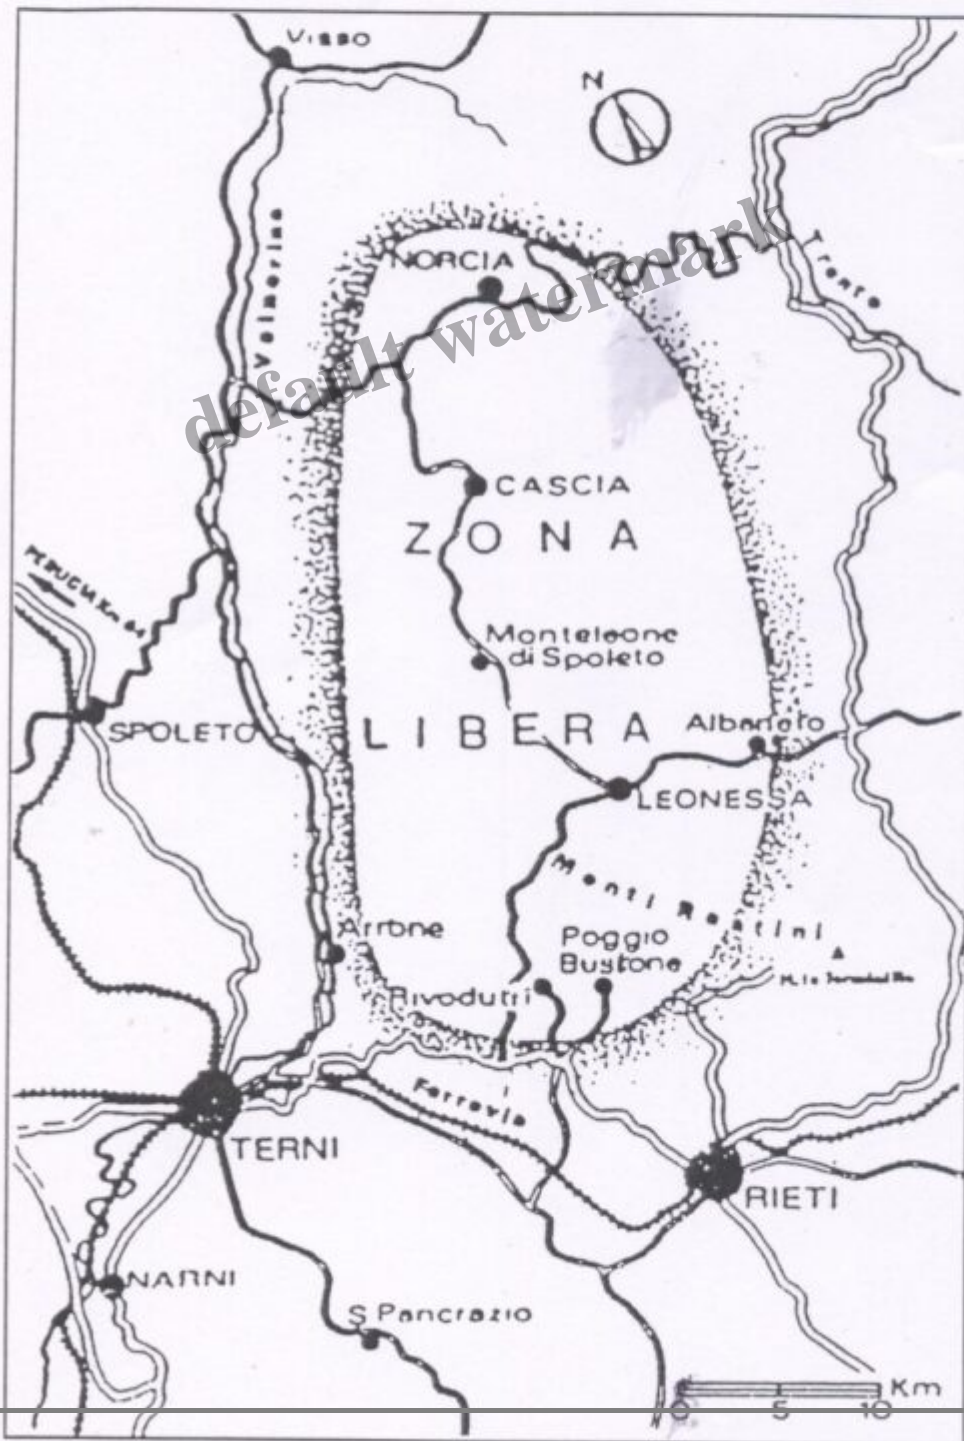 Visso
N
Valnerina
NORCIA
Tronto
default watermark
CASCIA
ZONA
Monteleone
di Spoleto
SPOLETO
LIBERA
Albaneto
LEONESSA
Monti Reatini
Arrone
Poggio
Bustone
Rivodutri
Ferrovia
TERNI
RIETI
NARNI
S. Pancrazio
Km
0 5 10